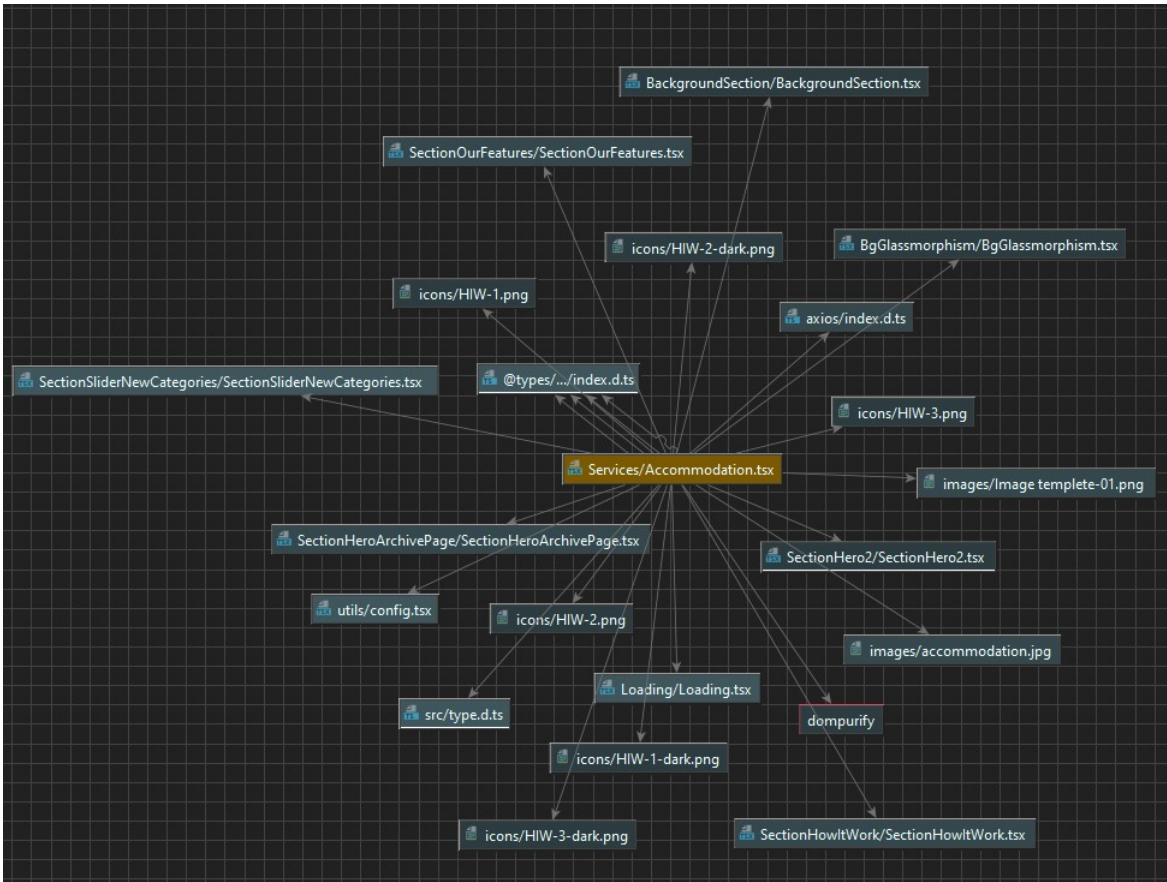 BackgroundSection/BackgroundSection.tsx
SectionOurFeatures/SectionOurFeatures.tsx
icons/HIW-2-dark.png
BgGlassmorphism/BgGlassmorphism.tsx
icons/HIW-1.png
axios/index.d.ts
SectionSliderNewCategories/SectionSliderNewCategories.tsx
@types/.../index.d.ts
icons/HIW-3.png
Services/Accommodation.tsx
images/Image templete-01.png
SectionHeroArchivePage/SectionHeroArchivePage.tsx
SectionHero2/SectionHero2.tsx
utils/config.tsx
icons/HIW-2.png
images/accommodation.jpg
Loading/Loading.tsx
src/type.d.ts
dompurify
icons/HIW-1-dark.png
icons/HIW-3-dark.png
SectionHowItWork/SectionHowItWork.tsx